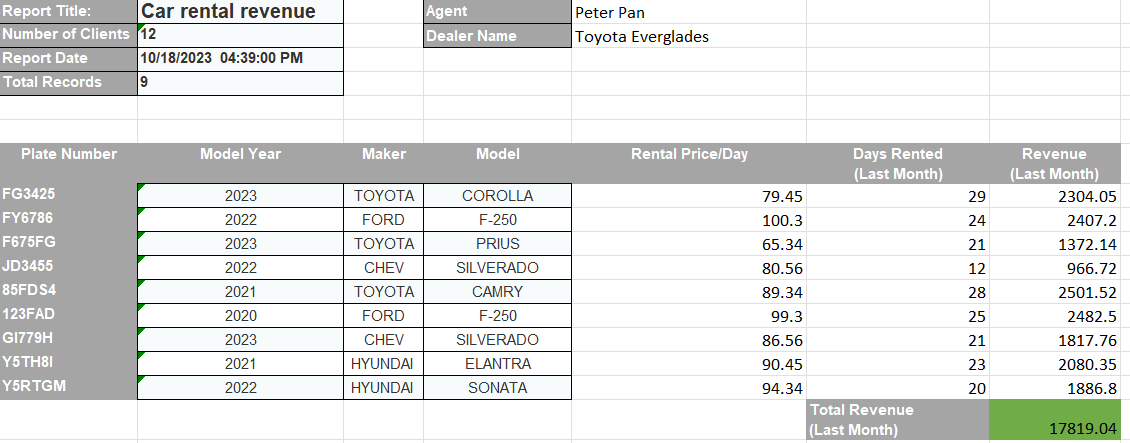 Report Title: Car rental revenue Agent Peter Pan
Number of Clients 12 Dealer Name Toyota Everglades
Report Date 10/18/2023 04:39:00 PM
Total Records 9
Plate Number Model Year Maker Model Rental Price/Day Days Rented Revenue
(Last Month) (Last Month)
FG3425 2023 TOYOTA COROLLA 79.45 29 2304.05
FY6786 2022 FORD F-250 100.3 24 2407.2
F675FG 2023 TOYOTA PRIUS 65.34 21 1372.14
JD3455 2022 CHEV SILVERADO 80.56 12 966.72
85FDS4 2021 TOYOTA CAMRY 89.34 28 2501.52
123FAD 2020 FORD F-250 99.3 25 2482.5
GI779H 2023 CHEV SILVERADO 86.56 21 1817.76
Y5TH8I 2021 HYUNDAI ELANTRA 90.45 23 2080.35
Y5RTGM 2022 HYUNDAI SONATA 94.34 20 1886.8
Total Revenue
(Last Month) 17819.04